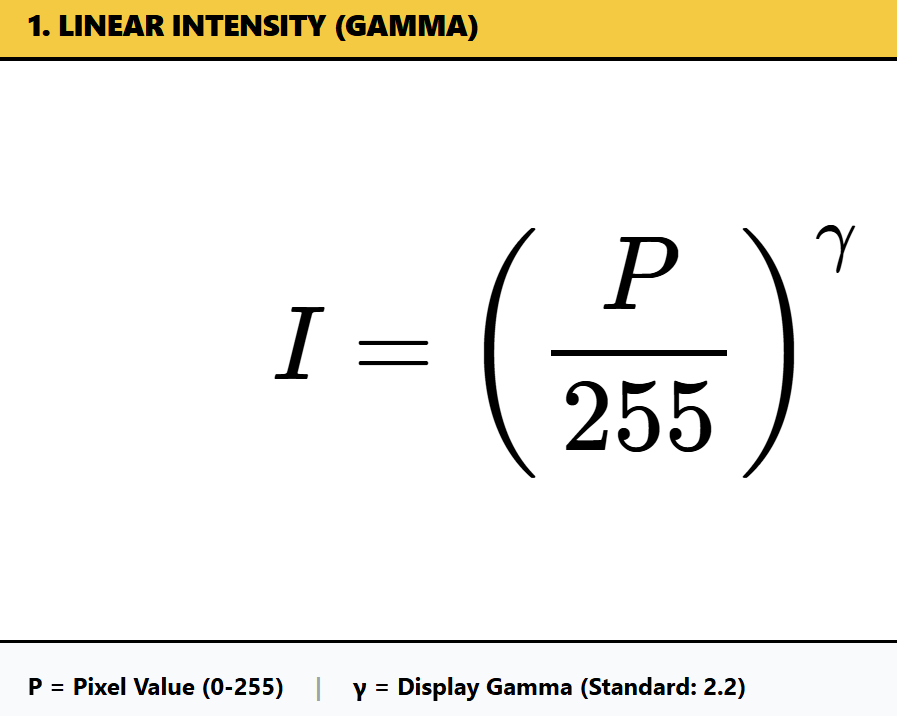 1. LINEAR INTENSITY (GAMMA)
I = (P/255)^γ
P = Pixel Value (0-255) | γ = Display Gamma (Standard: 2.2)